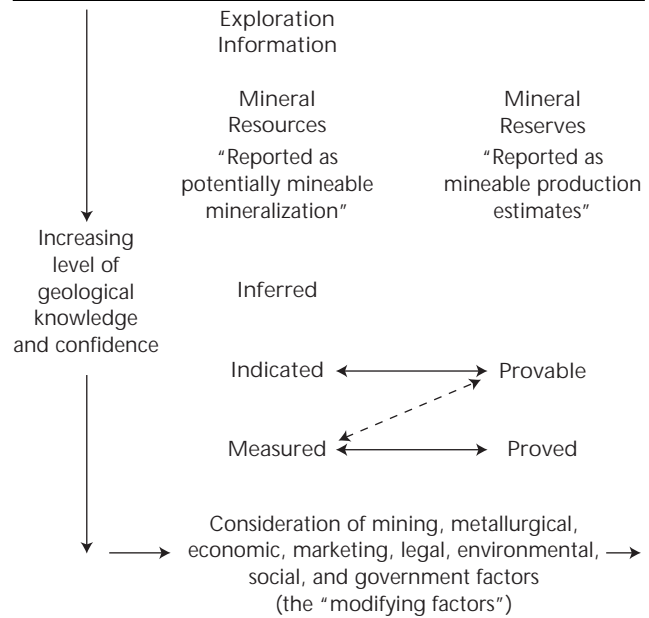 Exploration
Information
Mineral
Resources
"Reported as
potentially mineable
mineralization"
Mineral
Reserves
"Reported as
mineable production
estimates"
Increasing
level of
geological
knowledge
and confidence
Inferred
Indicated
Provable
Measured
Proved
Consideration of mining, metallurgical,
economic, marketing, legal, environmental,
social, and government factors
(the "modifying factors")